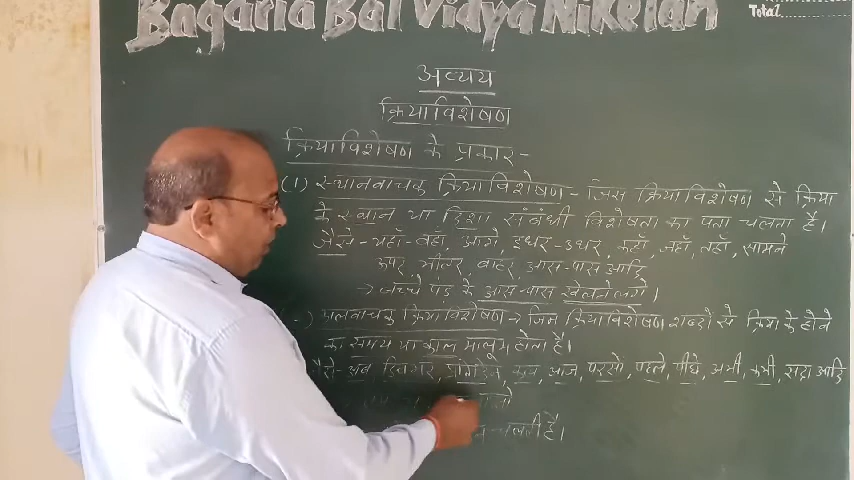 Bagaria Bal Vidya Niketan
Total
अव्यय
क्रियाविशेषण
क्रियाविशेषण के प्रकार-
(1) स्थानवाचक क्रियाविशेषण - जिस क्रियाविशेषण से क्रिया
के स्थान या दिशा संबंधी विशेषता का पता चलता है।
जैसे - यहाँ-वहाँ, आगे, इधर-उधर, कहाँ, जहाँ, तहाँ, सामने
ऊपर, भीतर, बाहर, आस-पास आदि
→ बच्चे पेड़ के आस-पास खेलने लगे।
कालवाचक क्रियाविशेषण → जिन क्रियाविशेषण शब्दों से क्रिया के होने
का समय या काल मालूम होता है।
जैसे- अब, कल, आज, परसों, पहले, पीछे, अभी, कभी, सदा आदि
चलती है।